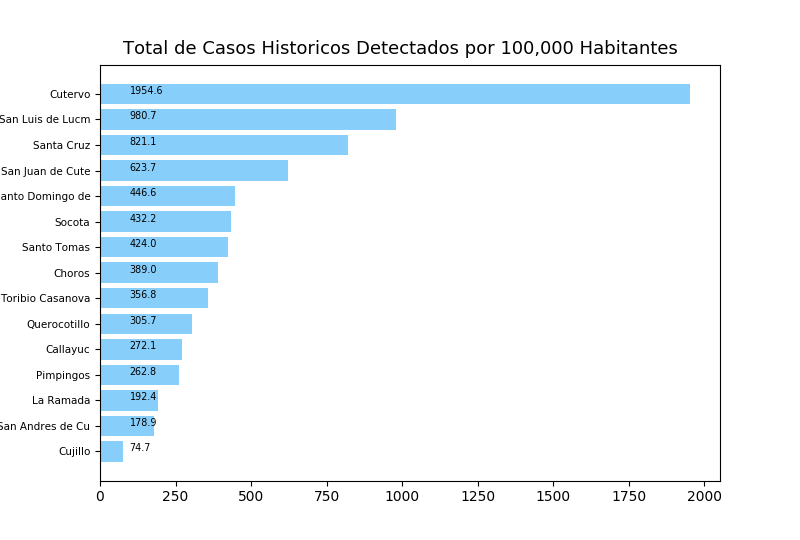 Total de Casos Historicos Detectados por 100,000 Habitantes
Cutervo 1954.6
San Luis de Lucm 980.7
Santa Cruz 821.1
San Juan de Cute 623.7
anto Domingo de 446.6
Socota 432.2
Santo Tomas 424.0
Choros 389.0
Toribio Casanova 356.8
Querocotillo 305.7
Callayuc 272.1
Pimpingos 262.8
La Ramada 192.4
San Andres de Cu 178.9
Cujillo 74.7
0 250 500 750 1000 1250 1500 1750 2000